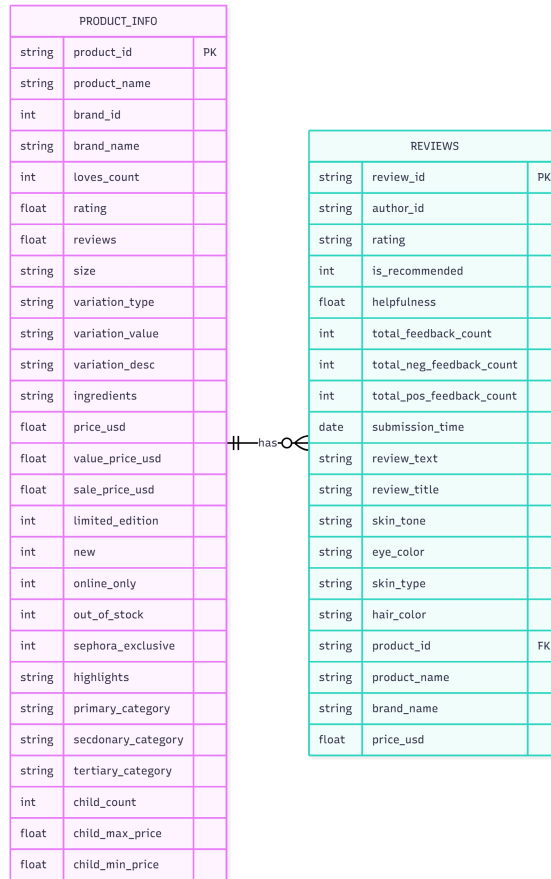 PRODUCT_INFO
string product_id PK
string product_name
int brand_id
string brand_name
int loves_count
float rating
float reviews
string size
string variation_type
string variation_value
string variation_desc
string ingredients
float price_usd
float value_price_usd
float sale_price_usd
int limited_edition
int new
int online_only
int out_of_stock
int sephora_exclusive
string highlights
string primary_category
string secdonary_category
string tertiary_category
int child_count
float child_max_price
float child_min_price
has
REVIEWS
string review_id PK
string author_id
string rating
int is_recommended
float helpfulness
int total_feedback_count
int total_neg_feedback_count
int total_pos_feedback_count
date submission_time
string review_text
string review_title
string skin_tone
string eye_color
string skin_type
string hair_color
string product_id FK
string product_name
string brand_name
float price_usd